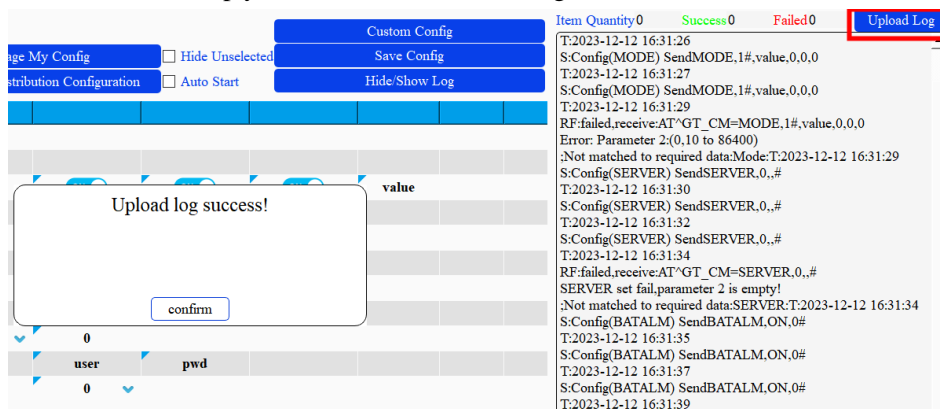 Custom Config
age My Config
Hide Unselected
Save Config
stribution Configuration
Auto Start
Hide/Show Log
value
Upload log success!
confirm
0
user pwd
0
Item Quantity 0 Success 0 Failed 0 Upload Log
T:2023-12-12 16:31:26
S:Config(MODE) SendMODE,1#,value,0,0,0
T:2023-12-12 16:31:27
S:Config(MODE) SendMODE,1#,value,0,0,0
T:2023-12-12 16:31:29
RF:failed,receive:AT^GT_CM=MODE,1#,value,0,0,0
Error: Parameter 2:(0,10 to 86400)
;Not matched to required data:Mode:T:2023-12-12 16:31:29
S:Config(SERVER) SendSERVER,0,,#
T:2023-12-12 16:31:30
S:Config(SERVER) SendSERVER,0,,#
T:2023-12-12 16:31:32
S:Config(SERVER) SendSERVER,0,,#
T:2023-12-12 16:31:34
RF:failed,receive:AT^GT_CM=SERVER,0,,#
SERVER set fail,parameter 2 is empty!
;Not matched to required data:SERVER:T:2023-12-12 16:31:34
S:Config(BATALM) SendBATALM,ON,0#
T:2023-12-12 16:31:35
S:Config(BATALM) SendBATALM,ON,0#
T:2023-12-12 16:31:37
S:Config(BATALM) SendBATALM,ON,0#
T:2023-12-12 16:31:39